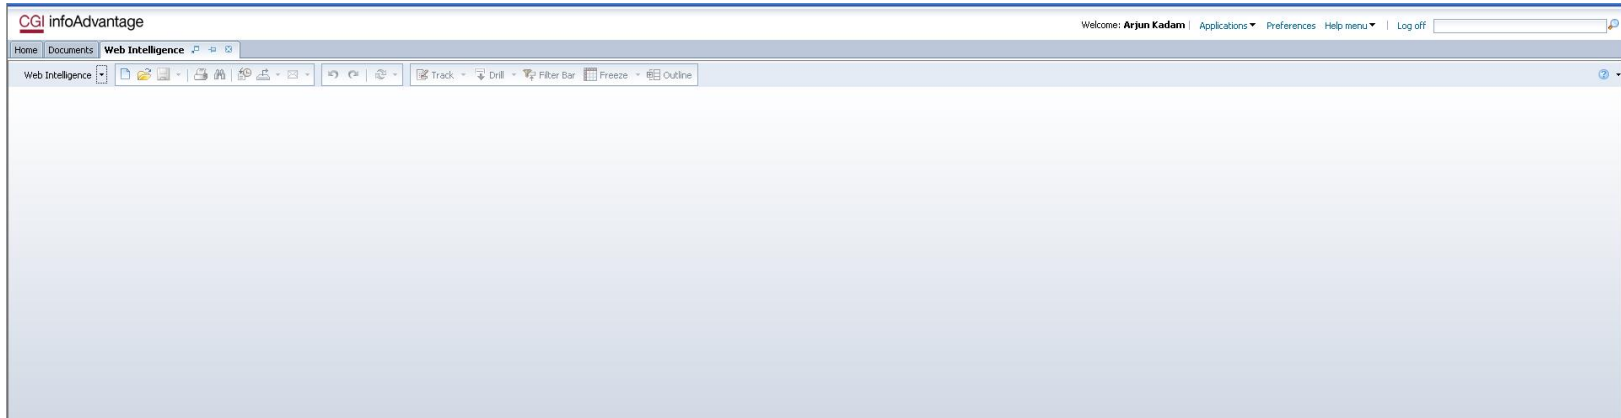 CGI infoAdvantage
Welcome: Arjun Kadam | Applications Preferences Help menu | Log off
Home Documents Web Intelligence
Web Intelligence Track Drill Filter Bar Freeze Outline